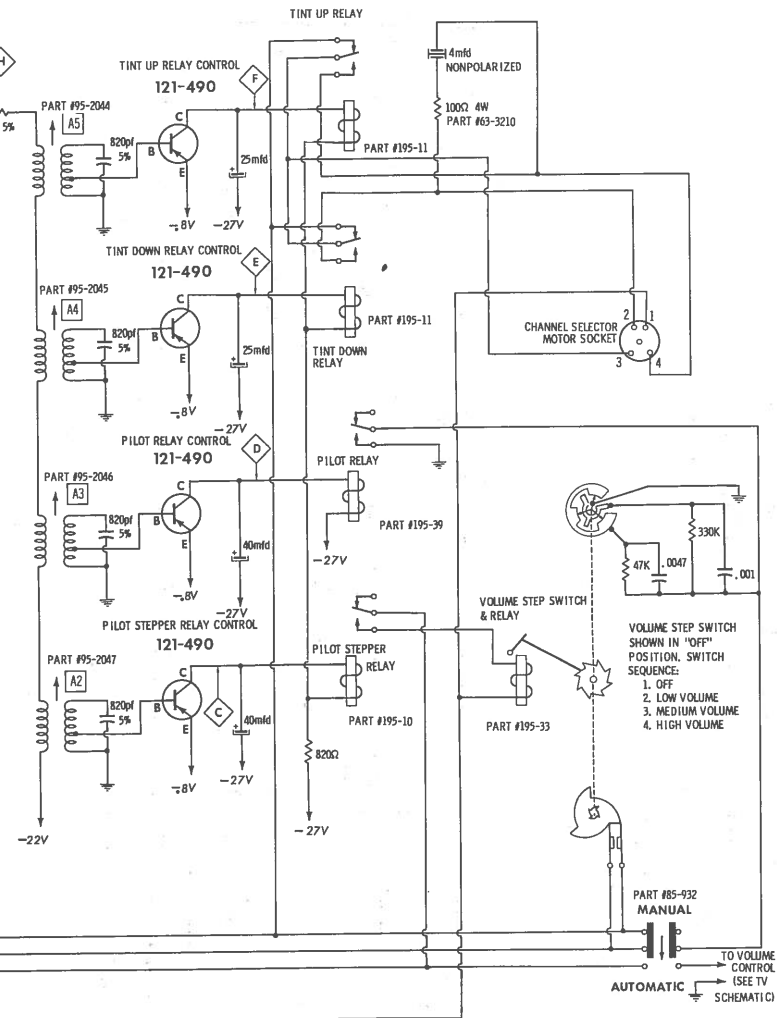 TINT UP RELAY
H
5%
TINT UP RELAY CONTROL
121-490
F
PART #95-2044
A5
820pf
5%
C
B
E
25mfd
-.8V
-27V
PART #195-11
4mfd
NONPOLARIZED
100Ω 4W
PART #63-3210
TINT DOWN RELAY CONTROL
121-490
E
PART #95-2045
A4
820pf
5%
C
B
E
25mfd
-.8V
-27V
PART #195-11
TINT DOWN
RELAY
CHANNEL SELECTOR
MOTOR SOCKET
2
1
3
4
PILOT RELAY CONTROL
121-490
D
PART #95-2046
A3
820pf
5%
C
B
E
40mfd
-.8V
-27V
PILOT RELAY
PART #195-39
-27V
330K
47K
.0047
.001
PILOT STEPPER RELAY CONTROL
121-490
PART #95-2047
A2
820pf
5%
C
B
E
C
40mfd
-.8V
-27V
PILOT STEPPER
RELAY
PART #195-10
820Ω
-27V
-22V
VOLUME STEP SWITCH
& RELAY
PART #195-33
VOLUME STEP SWITCH
SHOWN IN "OFF"
POSITION. SWITCH
SEQUENCE:
1. OFF
2. LOW VOLUME
3. MEDIUM VOLUME
4. HIGH VOLUME
PART #85-932
MANUAL
AUTOMATIC
TO VOLUME
CONTROL
(SEE TV
SCHEMATIC)